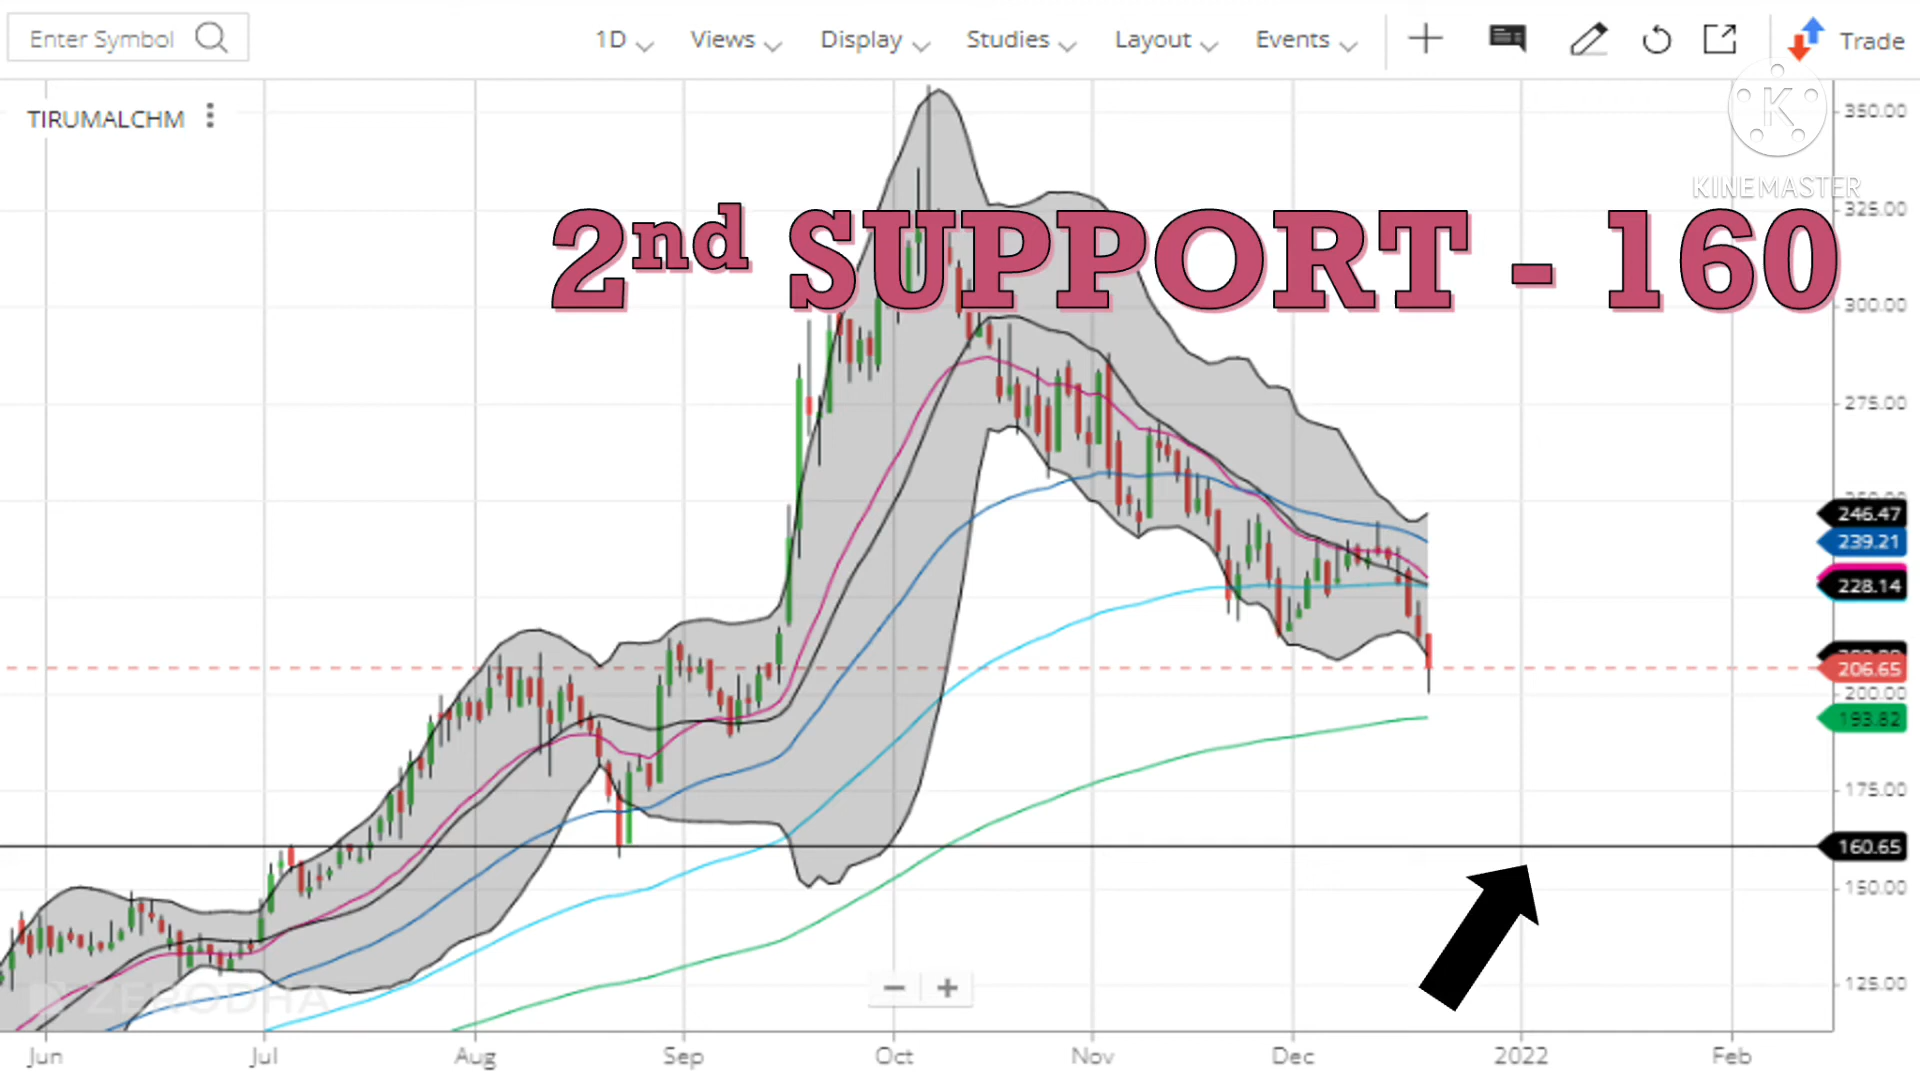 Enter Symbol 1D Views Display Studies Layout Events Trade
TIRUMALCHM
KINEMASTER
2nd SUPPORT - 160
350.00
325.00
300.00
275.00
246.47
239.21
228.14
206.65
200.00
193.82
175.00
160.65
150.00
125.00
ZERODHA
Jun Jul Aug Sep Oct Nov Dec 2022 Feb